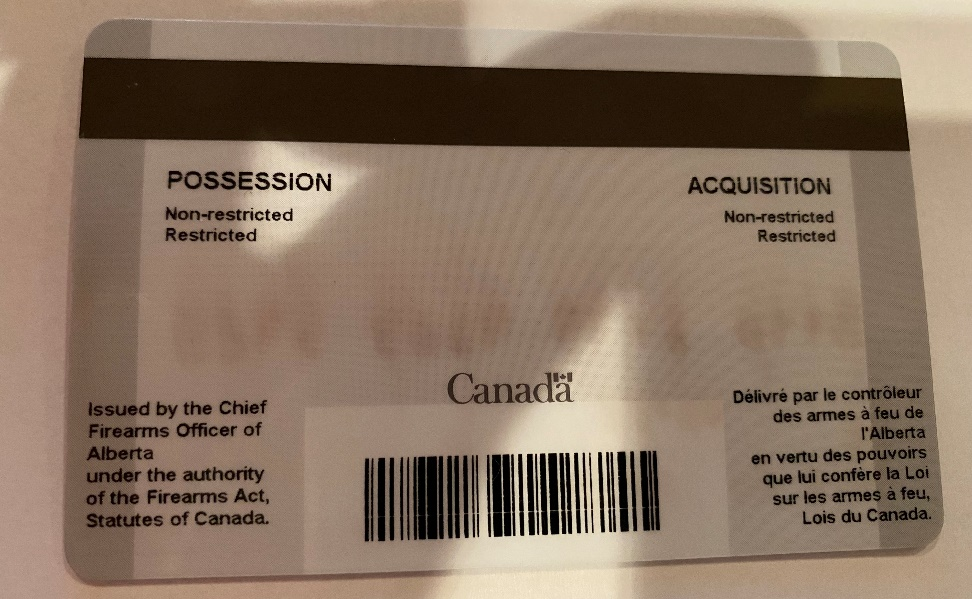 POSSESSION
Non-restricted
Restricted
ACQUISITION
Non-restricted
Restricted
Canada
Issued by the Chief
Firearms Officer of
Alberta
under the authority
of the Firearms Act,
Statutes of Canada.
Délivré par le contrôleur
des armes à feu de
l'Alberta
en vertu des pouvoirs
que lui confère la Loi
sur les armes à feu,
Lois du Canada.